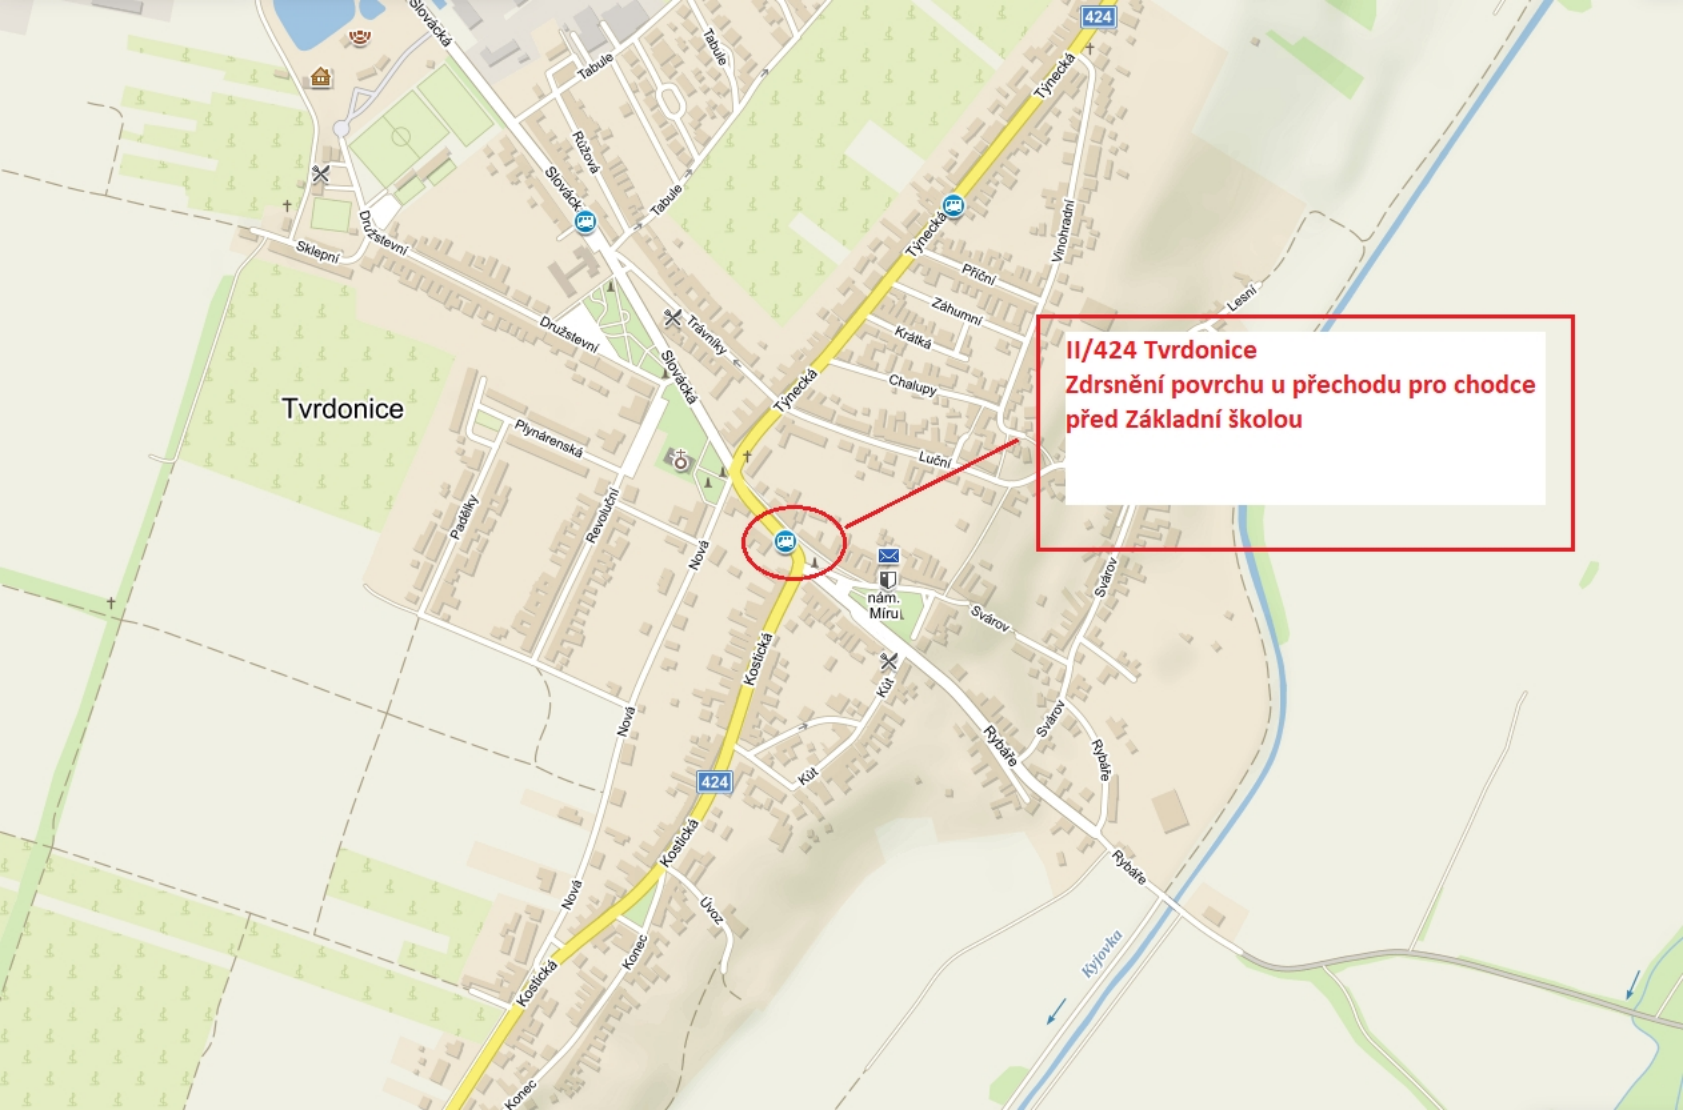 Slovácká
424
Tabule
Tabule
Týnecká
Růžová
Slovácká
Tabule
Týnecká
Vinohradní
Družstevní
Sklepní
Příční
Záhumní
Lesní
Krátká
Trávníky
Družstevní
Slovácká
Chalupy
Týnecká
Tvrdonice
II/424 Tvrdonice
Zdrsnění povrchu u přechodu pro chodce
před Základní školou
Plynárenská
Luční
Padělky
Revoluční
Nová
Svárov
nám.
Míru
Svárov
Kostická
Kút
Nová
Svárov
Rybáře
Rybáře
Kút
424
Kostická
Rybáře
Nová
Úvoz
Konec
Kyjovka
Kostická
Konec